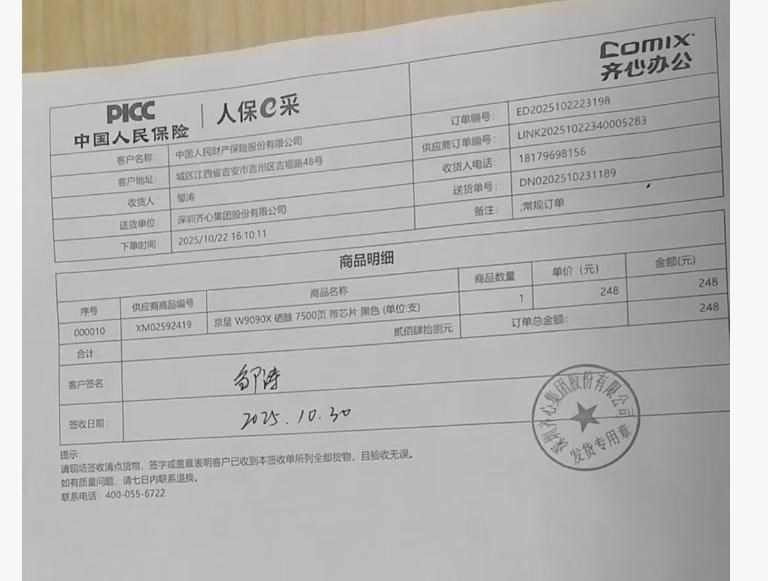 PICC
中国人民保险
人保e采
COMIX
齐心办公
客户名称: 中国人民财产保险股份有限公司
订单编号: ED2025102223198
客户地址: 城区江西省吉安市吉州区吉福路48号
供应商订单编号: LINK20251022340005283
收货人: 邹涛
收货人电话: 18179698156
送货单位: 深圳齐心集团股份有限公司
送货单号: DN0202510231189
下单时间: 2025/10/22 16:10:11
备注: ;常规订单
商品明细
序号 供应商商品编号 商品名称 商品数量 单价（元） 金额(元)
000010 XM02592419 京呈 W9090X 硒鼓 7500页 带芯片 黑色 (单位:支) 1 248 248
合计: 贰佰肆拾捌元 订单总金额: 248
客户签名 邹涛
签收日期: 2025.10.30
深圳齐心集团股份有限公司
发货专用章
提示:
请现场签收清点货物，签字或盖章表明客户已收到本签收单所列全部货物，且验收无误。
如有质量问题，请七日内联系退换。
联系电话：400-055-6722